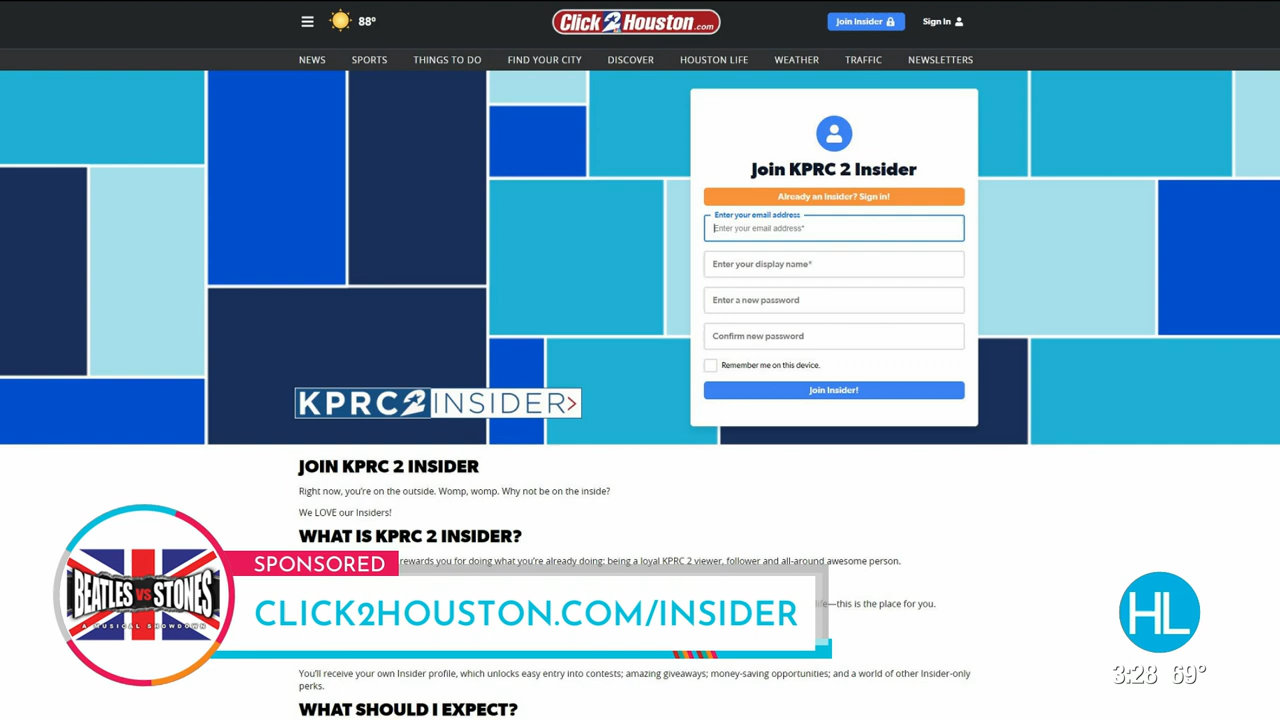 88°
Click2Houston.com
Join Insider
Sign In
NEWS SPORTS THINGS TO DO FIND YOUR CITY DISCOVER HOUSTON LIFE WEATHER TRAFFIC NEWSLETTERS
Join KPRC 2 Insider
Already an Insider? Sign in!
Enter your email address
Enter your email address*
Enter your display name*
Enter a new password
Confirm new password
Remember me on this device.
Join Insider!
KPRC2 INSIDER>
JOIN KPRC 2 INSIDER
Right now, you're on the outside. Womp, womp. Why not be on the inside?
We LOVE our Insiders!
WHAT IS KPRC 2 INSIDER?
rewards you for doing what you're already doing: being a loyal KPRC 2 viewer, follower and all-around awesome person.
SPONSORED
—this is the place for you.
BEATLES VS STONES
A MUSICAL SHOWDOWN
CLICK2HOUSTON.COM/INSIDER
HL
3:28 69°
You'll receive your own Insider profile, which unlocks easy entry into contests; amazing giveaways; money-saving opportunities; and a world of other Insider-only
perks.
WHAT SHOULD I EXPECT?